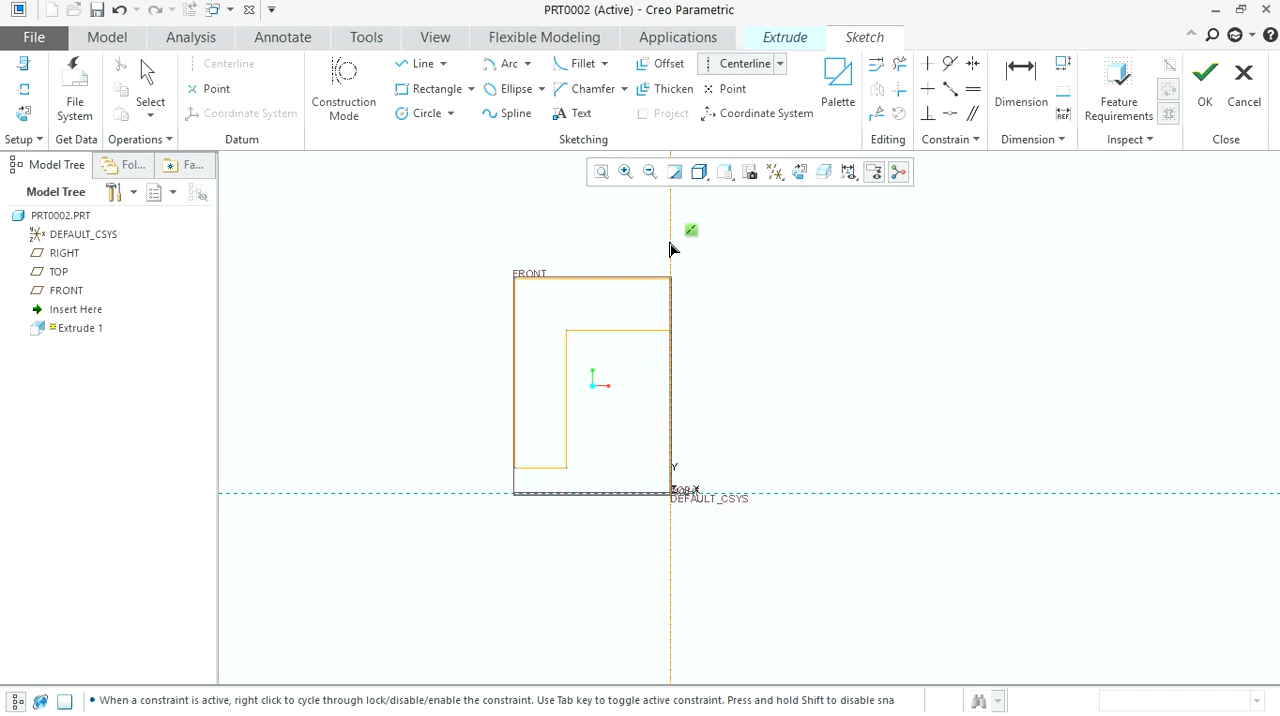 PRT0002 (Active) - Creo Parametric
File Model Analysis Annotate Tools View Flexible Modeling Applications Extrude Sketch
Centerline Line Arc Fillet Offset Centerline
Point Rectangle Ellipse Chamfer Thicken Point
Coordinate System Circle Spline Text Project Coordinate System
File System
Select
Construction Mode
Palette
Dimension
Feature Requirements
OK
Cancel
Setup Get Data Operations Datum Sketching Editing Constrain Dimension Inspect Close
Model Tree Fol... Fa...
Model Tree
PRT0002.PRT
DEFAULT_CSYS
RIGHT
TOP
FRONT
Insert Here
Extrude 1
FRONT
Y
X
DEFAULT_CSYS
When a constraint is active, right click to cycle through lock/disable/enable the constraint. Use Tab key to toggle active constraint. Press and hold Shift to disable sna